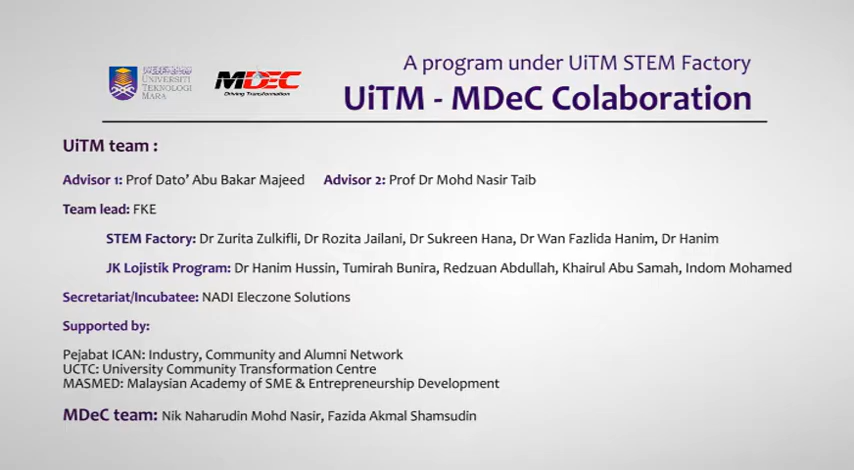 UNIVERSITI
TEKNOLOGI
MARA
MDEC
Driving Transformation
A program under UiTM STEM Factory
UiTM - MDeC Colaboration
UiTM team :
Advisor 1: Prof Dato’ Abu Bakar Majeed Advisor 2: Prof Dr Mohd Nasir Taib
Team lead: FKE
STEM Factory: Dr Zurita Zulkifli, Dr Rozita Jailani, Dr Sukreen Hana, Dr Wan Fazlida Hanim, Dr Hanim
JK Lojistik Program: Dr Hanim Hussin, Tumirah Bunira, Redzuan Abdullah, Khairul Abu Samah, Indom Mohamed
Secretariat/Incubatee: NADI Eleczone Solutions
Supported by:
Pejabat ICAN: Industry, Community and Alumni Network
UCTC: University Community Transformation Centre
MASMED: Malaysian Academy of SME & Entrepreneurship Development
MDeC team: Nik Naharudin Mohd Nasir, Fazida Akmal Shamsudin